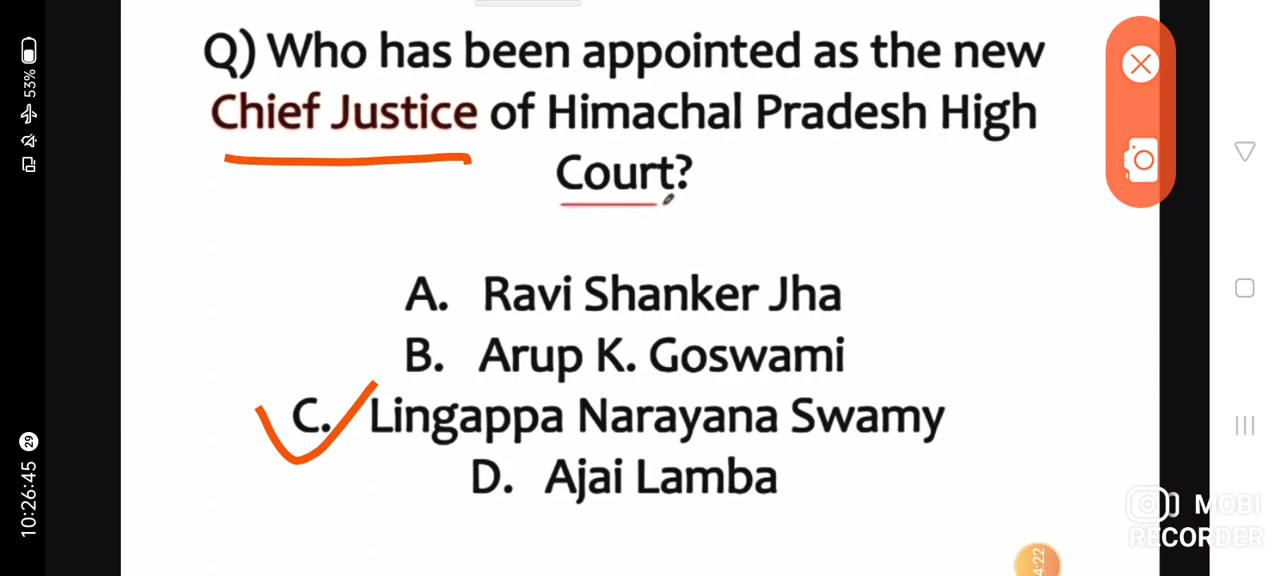 Q) Who has been appointed as the new
Chief Justice of Himachal Pradesh High
Court?
A. Ravi Shanker Jha
B. Arup K. Goswami
C. Lingappa Narayana Swamy
D. Ajai Lamba
53%
29
10:26:45
MOBI
RECORDER
4:22